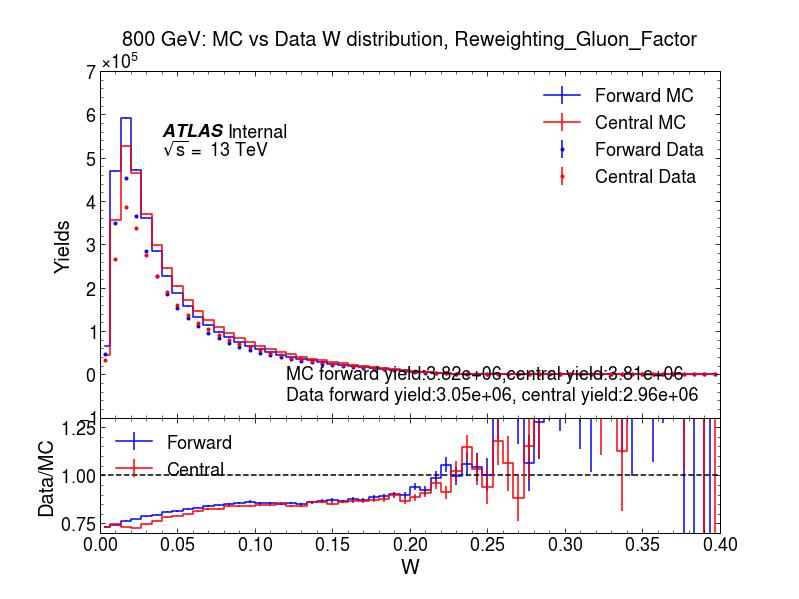 800 GeV: MC vs Data W distribution, Reweighting_Gluon_Factor
×10⁵
7
6
5
4
3
2
1
0
−1
Yields
ATLAS Internal
√s = 13 TeV
Forward MC
Central MC
Forward Data
Central Data
MC forward yield:3.82e+06,central yield:3.81e+06
Data forward yield:3.05e+06, central yield:2.96e+06
1.25
1.00
0.75
Data/MC
Forward
Central
0.00 0.05 0.10 0.15 0.20 0.25 0.30 0.35 0.40
W